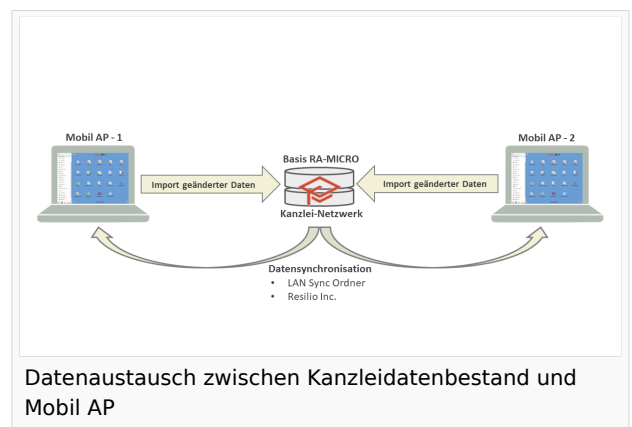 Mobil AP - 1
Mobil AP - 2
Basis RA-MICRO
Import geänderter Daten
Import geänderter Daten
Kanzlei-Netzwerk
Datensynchronisation
• LAN Sync Ordner
• Resilio Inc.
Datenaustausch zwischen Kanzleidatenbestand und
Mobil AP